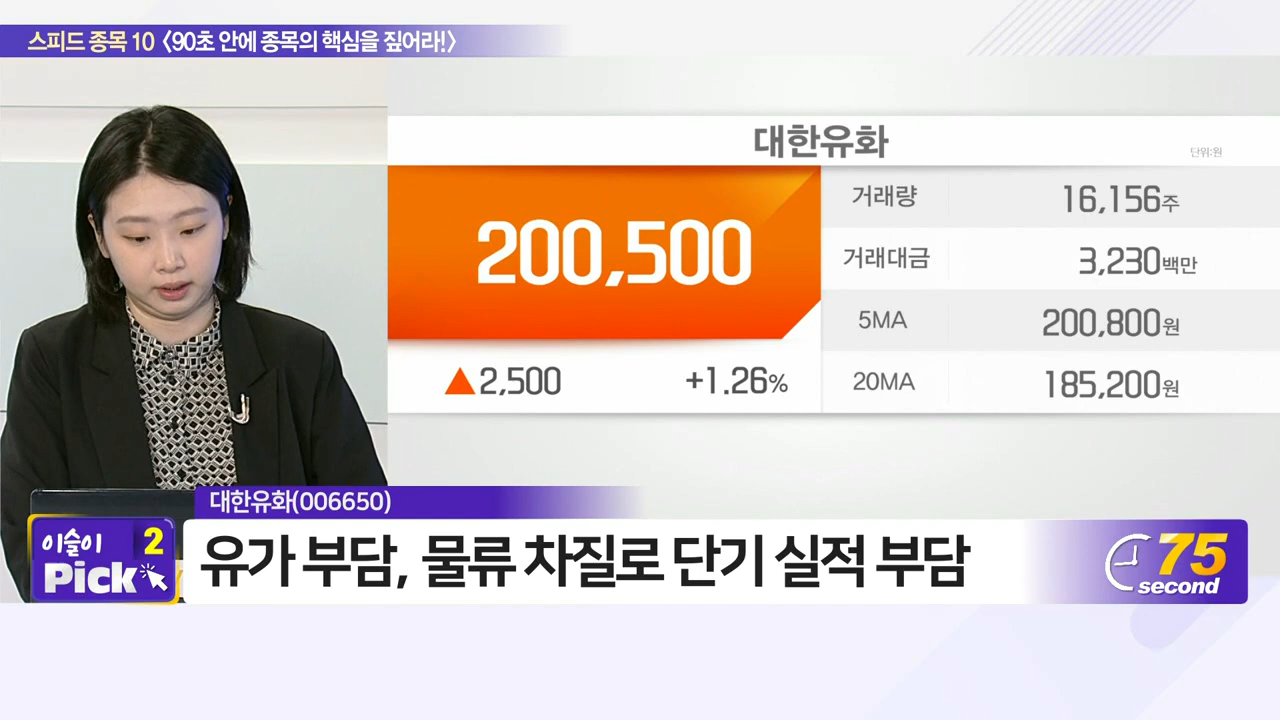 스피드 종목 10 〈90초 안에 종목의 핵심을 짚어라!〉
대한유화
단위:원
200,500
▲2,500 +1.26%
거래량 16,156주
거래대금 3,230백만
5MA 200,800원
20MA 185,200원
대한유화(006650)
이슬이 2
Pick
유가 부담, 물류 차질로 단기 실적 부담
75
second